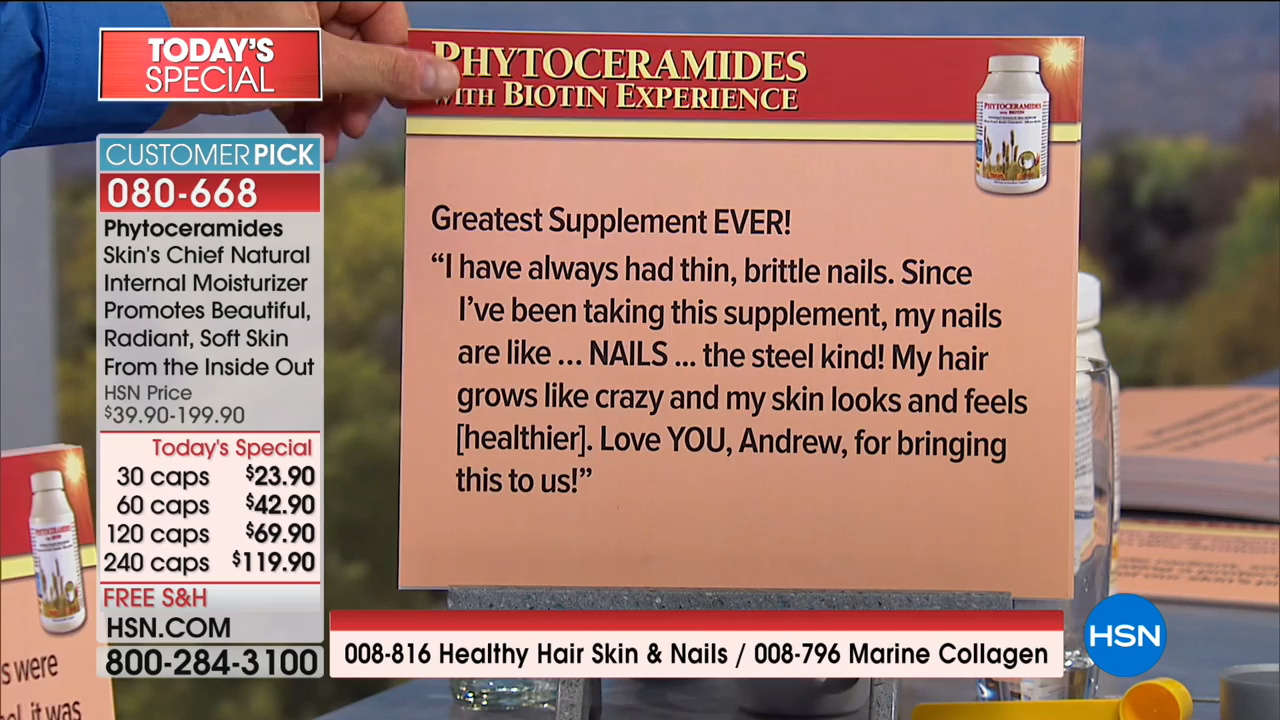 TODAY'S
SPECIAL
CUSTOMER PICK
080-668
Phytoceramides
Skin's Chief Natural
Internal Moisturizer
Promotes Beautiful,
Radiant, Soft Skin
From the Inside Out
HSN Price
$39.90-199.90
Today's Special
30 caps $23.90
60 caps $42.90
120 caps $69.90
240 caps $119.90
FREE S&H
HSN.COM
800-284-3100
PHYTOCERAMIDES
WITH BIOTIN EXPERIENCE
PHYTOCERAMIDES
WITH BIOTIN
Greatest Supplement EVER!
“I have always had thin, brittle nails. Since
I’ve been taking this supplement, my nails
are like ... NAILS ... the steel kind! My hair
grows like crazy and my skin looks and feels
[healthier]. Love YOU, Andrew, for bringing
this to us!”
PHYTOCERAMIDES
s were
it was
008-816 Healthy Hair Skin & Nails / 008-796 Marine Collagen
HSN